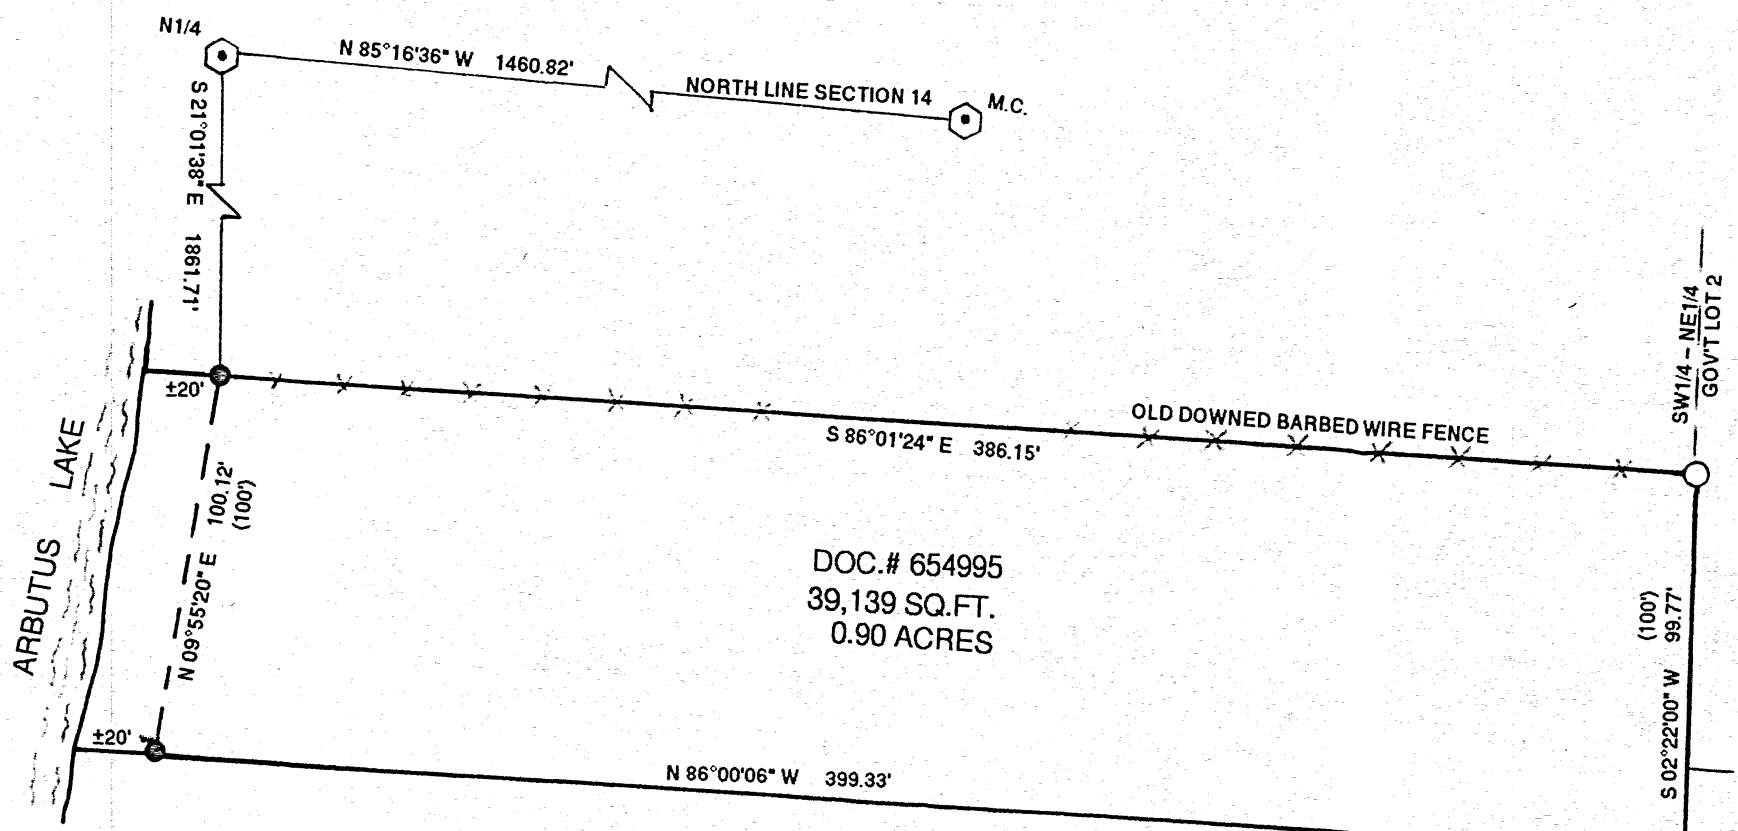 N1/4
N 85°16'36" W 1460.82'
NORTH LINE SECTION 14
M.C.
S 21°01'38" E 1861.71'
SW1/4 – NE1/4
GOV'T LOT 2
±20'
OLD DOWNED BARBED WIRE FENCE
S 86°01'24" E 386.15'
ARBUTUS LAKE
N 09°55'20" E 100.12'
(100')
DOC.# 654995
39,139 SQ.FT.
0.90 ACRES
(100')
S 02°22'00" W 99.77'
±20'
N 86°00'06" W 399.33'